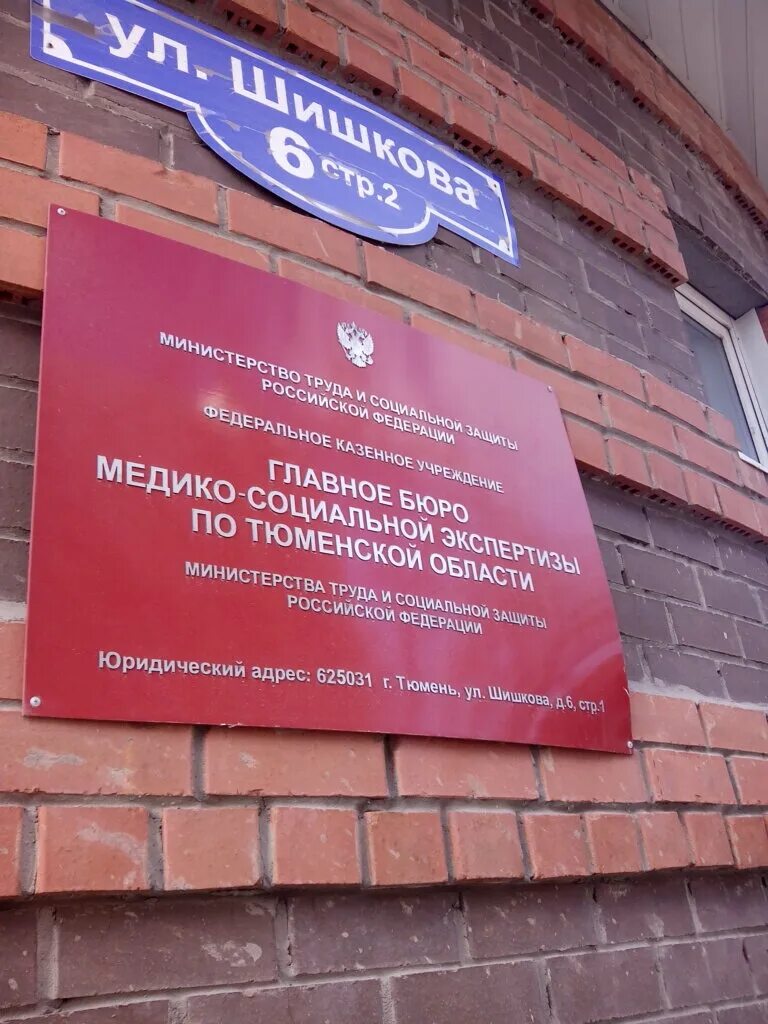 ул. Шишкова
6 стр.2
МИНИСТЕРСТВО ТРУДА И СОЦИАЛЬНОЙ ЗАЩИТЫ
РОССИЙСКОЙ ФЕДЕРАЦИИ
ФЕДЕРАЛЬНОЕ КАЗЕННОЕ УЧРЕЖДЕНИЕ
ГЛАВНОЕ БЮРО
МЕДИКО-СОЦИАЛЬНОЙ ЭКСПЕРТИЗЫ
ПО ТЮМЕНСКОЙ ОБЛАСТИ
МИНИСТЕРСТВА ТРУДА И СОЦИАЛЬНОЙ ЗАЩИТЫ
РОССИЙСКОЙ ФЕДЕРАЦИИ
Юридический адрес: 625031 г. Тюмень, ул. Шишкова, д.6, стр.1